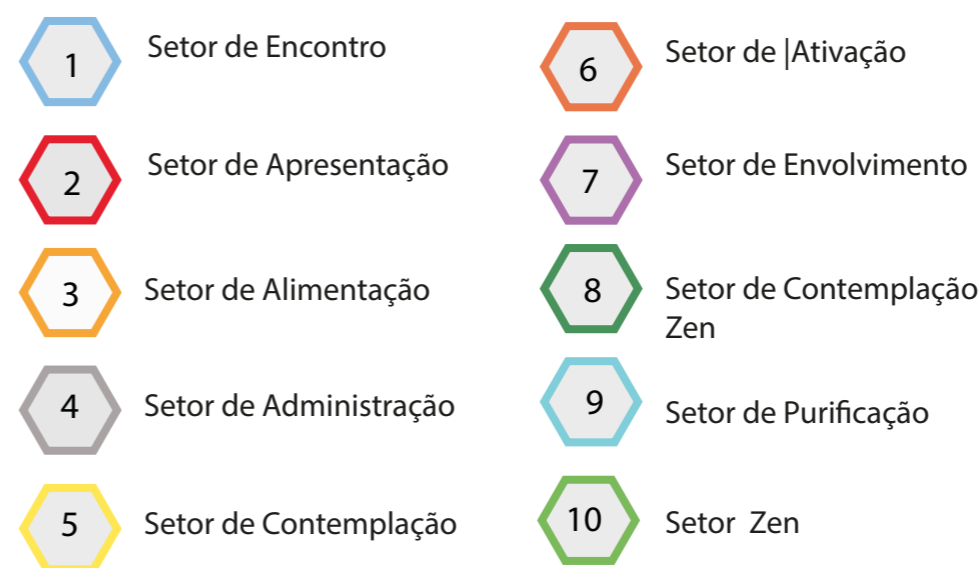 1 Setor de Encontro
2 Setor de Apresentação
3 Setor de Alimentação
4 Setor de Administração
5 Setor de Contemplação
6 Setor de |Ativação
7 Setor de Envolvimento
8 Setor de Contemplação
Zen
9 Setor de Purificação
10 Setor Zen